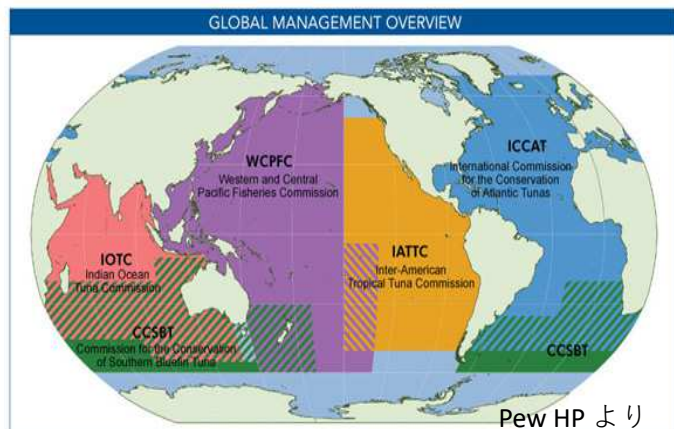 GLOBAL MANAGEMENT OVERVIEW
WCPFC
Western and Central
Pacific Fisheries Commission
ICCAT
International Commission
for the Conservation
of Atlantic Tunas
IOTC
Indian Ocean
Tuna Commission
IATTC
Inter-American
Tropical Tuna Commission
CCSBT
Commission for the Conservation
of Southern Bluefin Tuna
CCSBT
Pew HP より